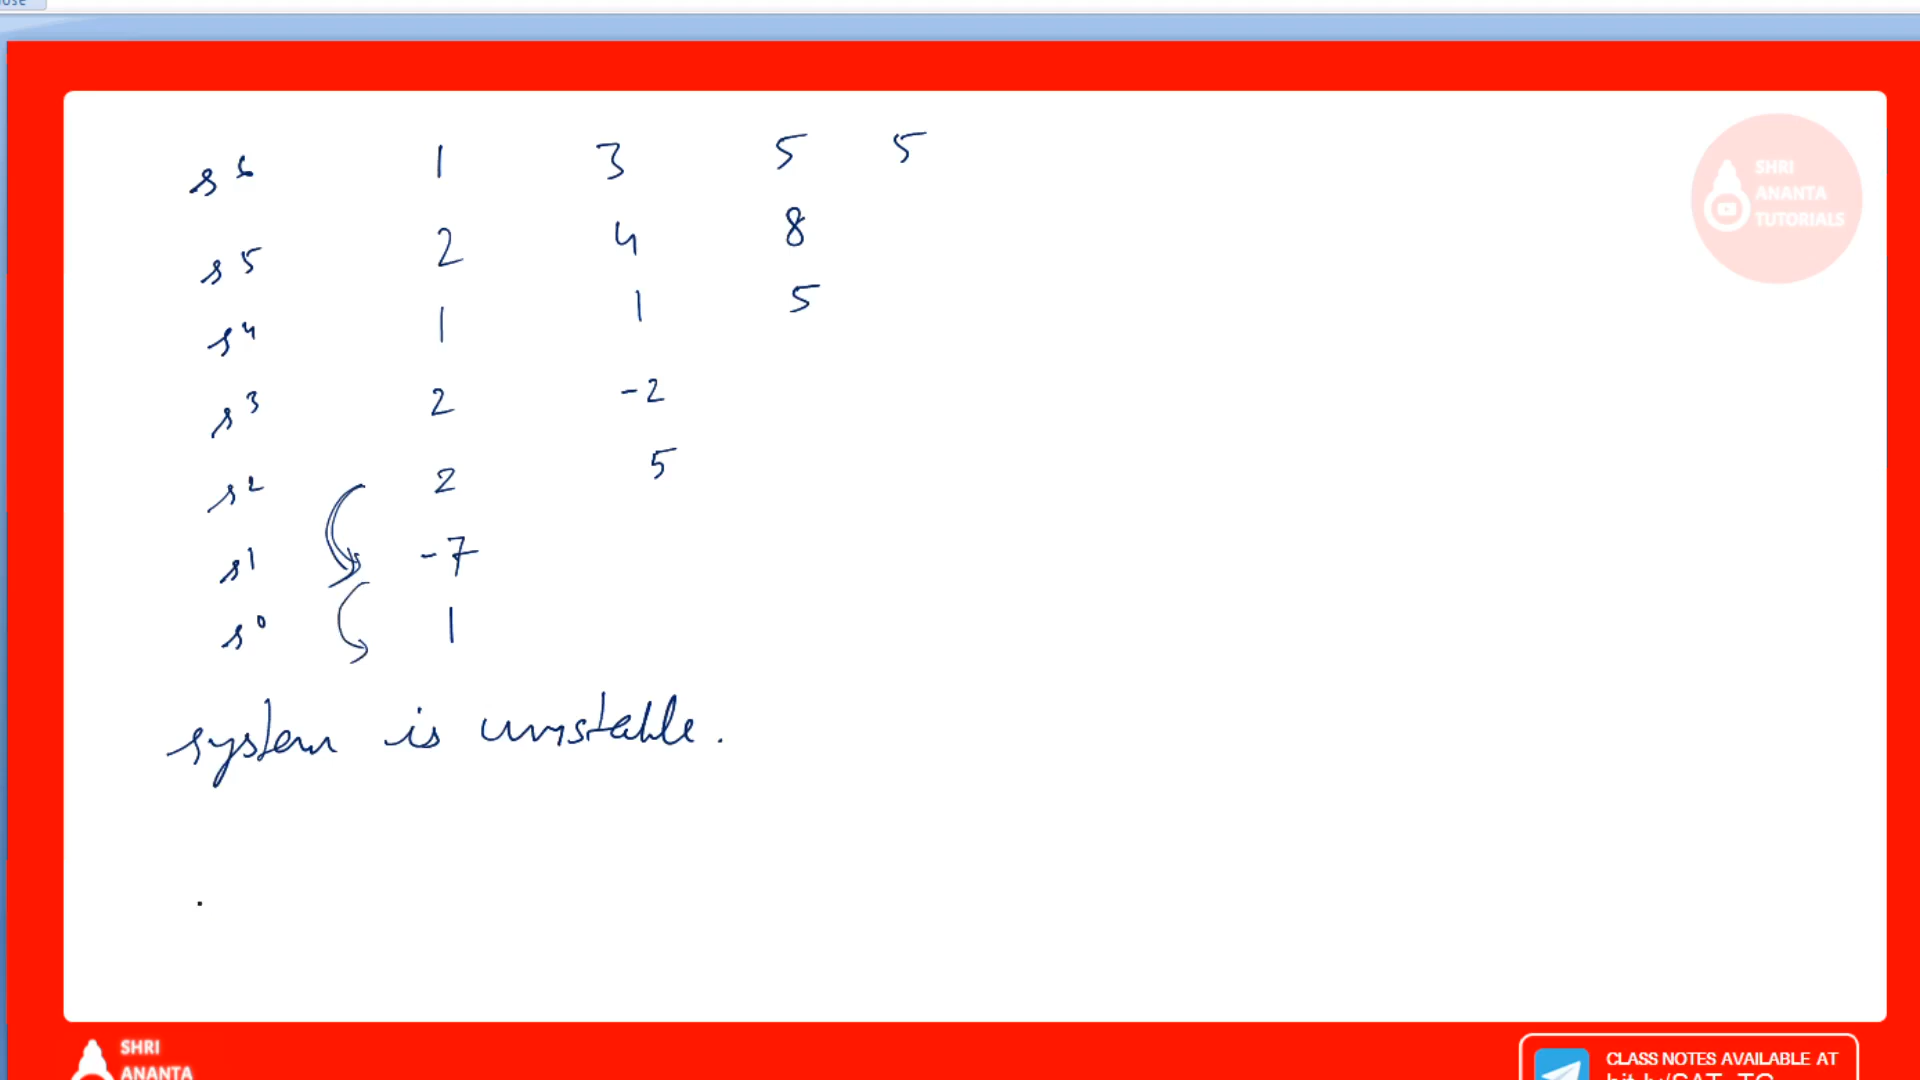 ose
s⁶ 1 3 5 5
s⁵ 2 4 8
s⁴ 1 1 5
s³ 2 -2
s² 2 5
s¹ -7
s⁰ 1
system is unstable.
SHRI
ANANTA
TUTORIALS
SHRI
ANANTA
CLASS NOTES AVAILABLE AT